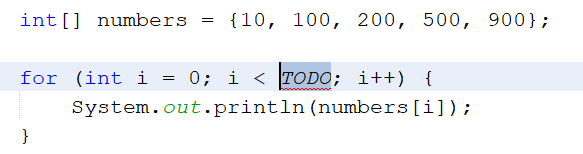 int[] numbers = {10, 100, 200, 500, 900};
for (int i = 0; i < TODO; i++) {
System.out.println(numbers[i]);
}